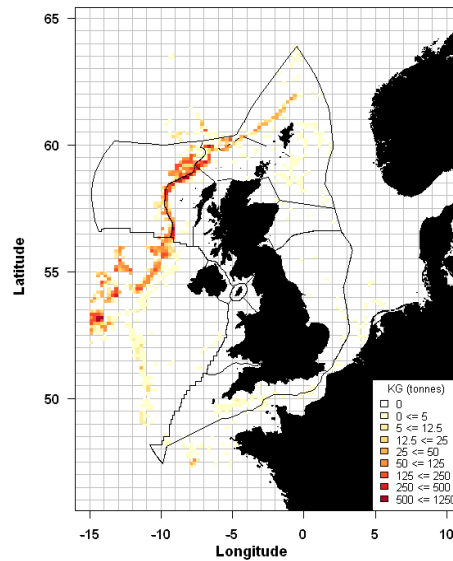 65
60
55
50
Latitude
-15
-10
-5
0
5
10
Longitude
KG (tonnes)
0
0 <= 5
5 <= 12.5
12.5 <= 25
25 <= 50
50 <= 125
125 <= 250
250 <= 500
500 <= 1250